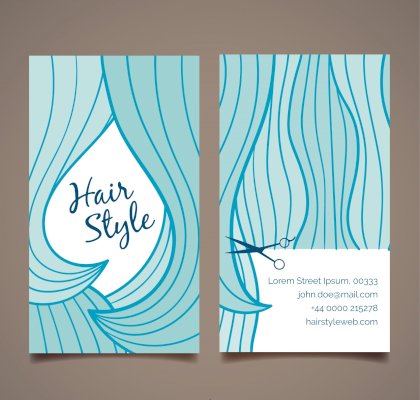 Hair
Style
Lorem Street Ipsum, 00333
john.doe@mail.com
+44 0000 215278
hairstyleweb.com